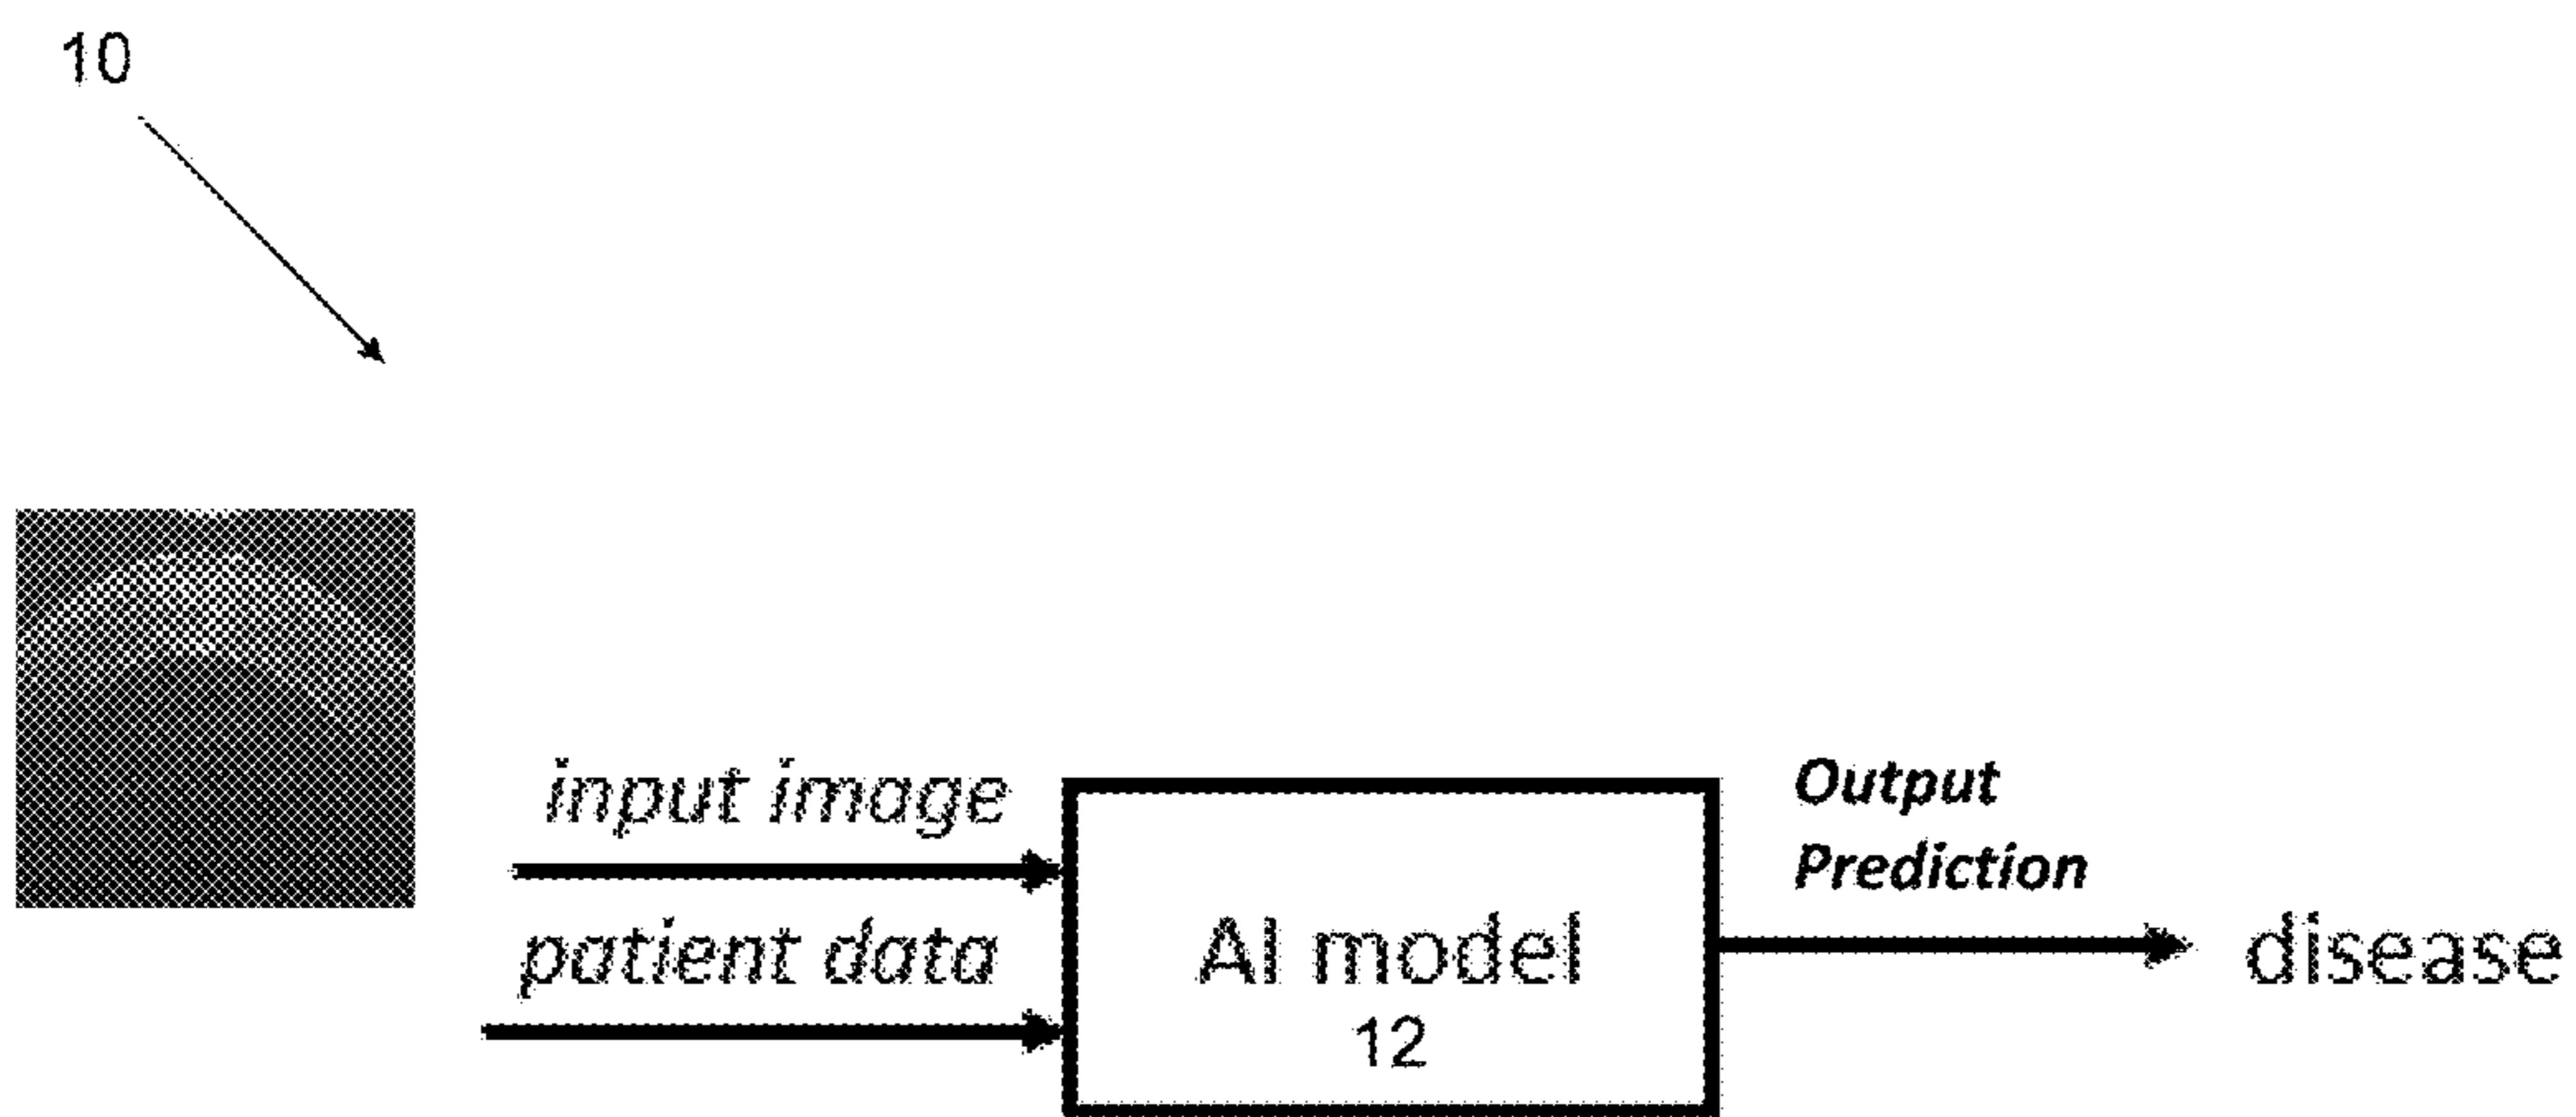 10
input image
patient data
AI model
12
Output
Prediction
disease